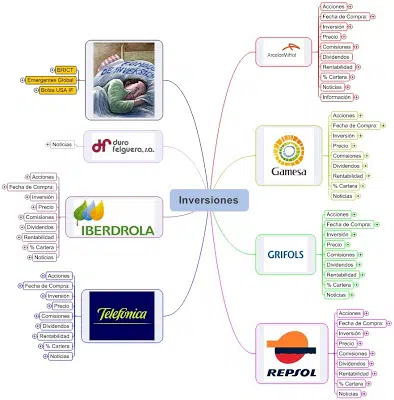 Inversiones
ArcelorMittal
Acciones
Fecha de Compra:
Inversión
Precio
Comisiones
Dividendos
Rentabilidad
% Cartera
Noticias
Información
Gamesa
Acciones
Fecha de Compra:
Inversión
Precio
Comisiones
Dividendos
Rentabilidad
% Cartera
Noticias
GRIFOLS
Acciones
Fecha de Compra:
Inversión
Precio
Comisiones
Dividendos
Rentabilidad
% Cartera
Noticias
REPSOL
Acciones
Fecha de Compra:
Inversión
Precio
Comisiones
Dividendos
Rentabilidad
% Cartera
Noticias
DE INVERSION
BRICT
Emergentes Global
Bolsa USA IF
duro
felguera, s.a.
Noticias
IBERDROLA
Acciones
Fecha de Compra:
Inversión
Precio
Comisiones
Dividendos
Rentabilidad
% Cartera
Noticias
Telefónica
Acciones
Fecha de Compra:
Inversión
Precio
Comisiones
Dividendos
Rentabilidad
% Cartera
Noticias